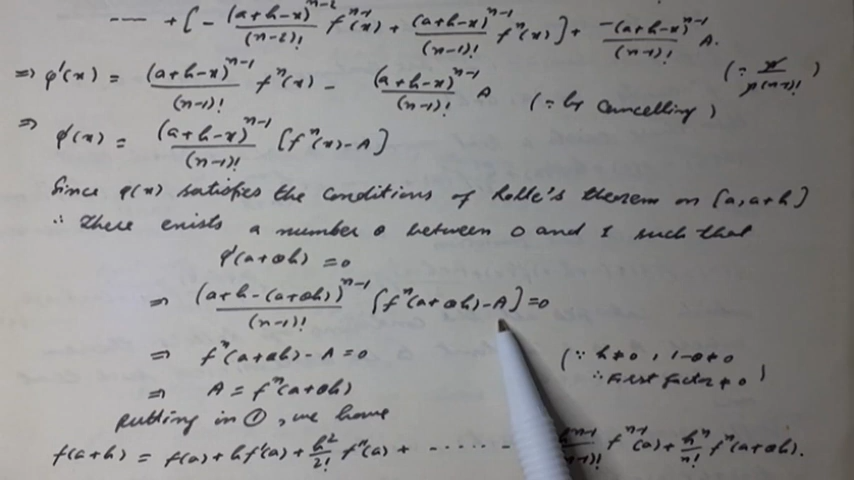 ---- + [ - (a+h-x)^{n-2}/(n-2)! f^{n-1}(x) + (a+h-x)^{n-1}/(n-1)! f^n(x) ] + -(a+h-x)^{n-1}/(n-1)! A.
⇒ φ'(x) = (a+h-x)^{n-1}/(n-1)! f^n(x) - (a+h-x)^{n-1}/(n-1)! A (∵ n/n(n-1)! )
(∵ by cancelling)
⇒ φ'(x) = (a+h-x)^{n-1}/(n-1)! [f^n(x) - A]
Since φ(x) satisfies the conditions of Rolle's theorem on [a, a+h]
∴ There exists a number θ between 0 and 1 such that
φ'(a+θh) = 0
⇒ (a+h-(a+θh))^{n-1}/(n-1)! [f^n(a+θh) - A] = 0
⇒ f^n(a+θh) - A = 0 (∵ h≠0, 1-θ≠0
⇒ A = f^n(a+θh) ∴ First factor ≠ 0)
putting in ①, we have
f(a+h) = f(a) + hf'(a) + h^2/2! f''(a) + ------- h^{n-1}/(n-1)! f^{n-1}(a) + h^n/n! f^n(a+θh).